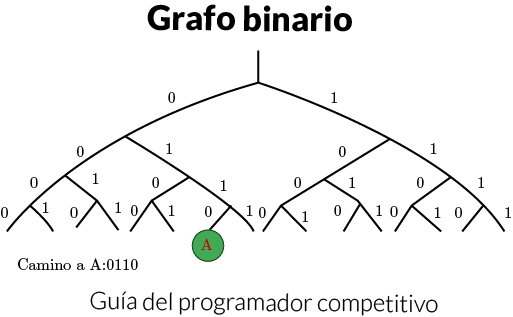 Grafo binario
0 1
0 1 0 1
0 1 0 1 0 1 0 1
0 1 0 1 0 1 0 1 0 1 0 1 0 1 0 1
A
Camino a A:0110
Guía del programador competitivo